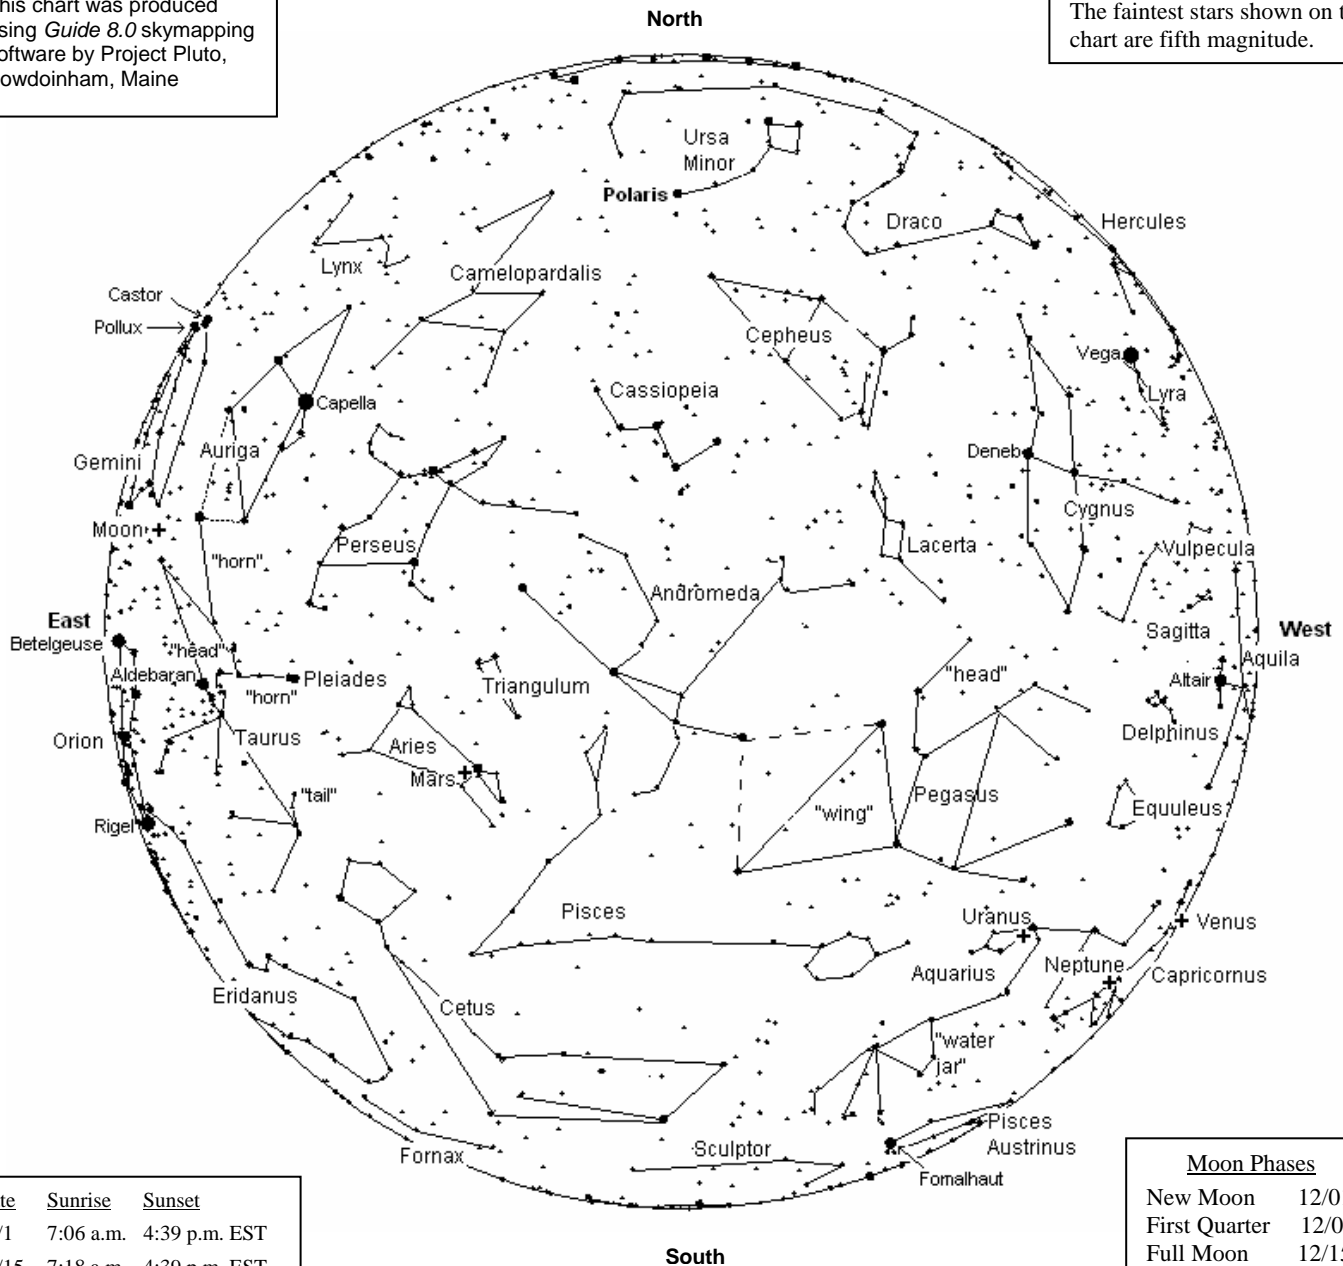 his chart was produced
sing Guide 8.0 skymapping
oftware by Project Pluto,
owdoinham, Maine
North
The faintest stars shown on t
chart are fifth magnitude.
Ursa
Minor
Polaris
Draco
Hercules
Lynx
Camelopardalis
Castor
Pollux
Cepheus
Vega
Lyra
Cassiopeia
Capella
Auriga
Gemini
Deneb
Cygnus
Moon
Perseus
"horn"
Lacerta
Vulpecula
Andromeda
East
Betelgeuse
"head"
Sagitta
West
Aquila
Aldebaran
Pleiades
"horn"
Triangulum
"head"
Altair
Orion
Taurus
Aries
Mars
Delphinus
"tail"
Rigel
"wing"
Pegasus
Equuleus
Pisces
Uranus
Venus
Aquarius
Neptune
Capricornus
Eridanus
Cetus
"water
jar"
Pisces
Austrinus
Fornax
Sculptor
Fomalhaut
te Sunrise Sunset
/1 7:06 a.m. 4:39 p.m. EST
/15 7:18 a.m. 4:39 p.m. EST
South
Moon Phases
New Moon 12/0
First Quarter 12/0
Full Moon 12/1